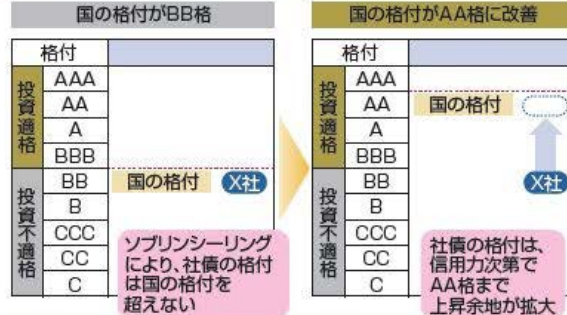 国の格付がBB格
格付
投資適格
AAA
AA
A
BBB
投資不適格
BB
B
CCC
CC
C
国の格付
X社
ソブリンシーリング
により、社債の格付
は国の格付を
超えない
国の格付がAA格に改善
格付
投資適格
AAA
AA
A
BBB
投資不適格
BB
B
CCC
CC
C
国の格付
X社
社債の格付は、
信用力次第で
AA格まで
上昇余地が拡大